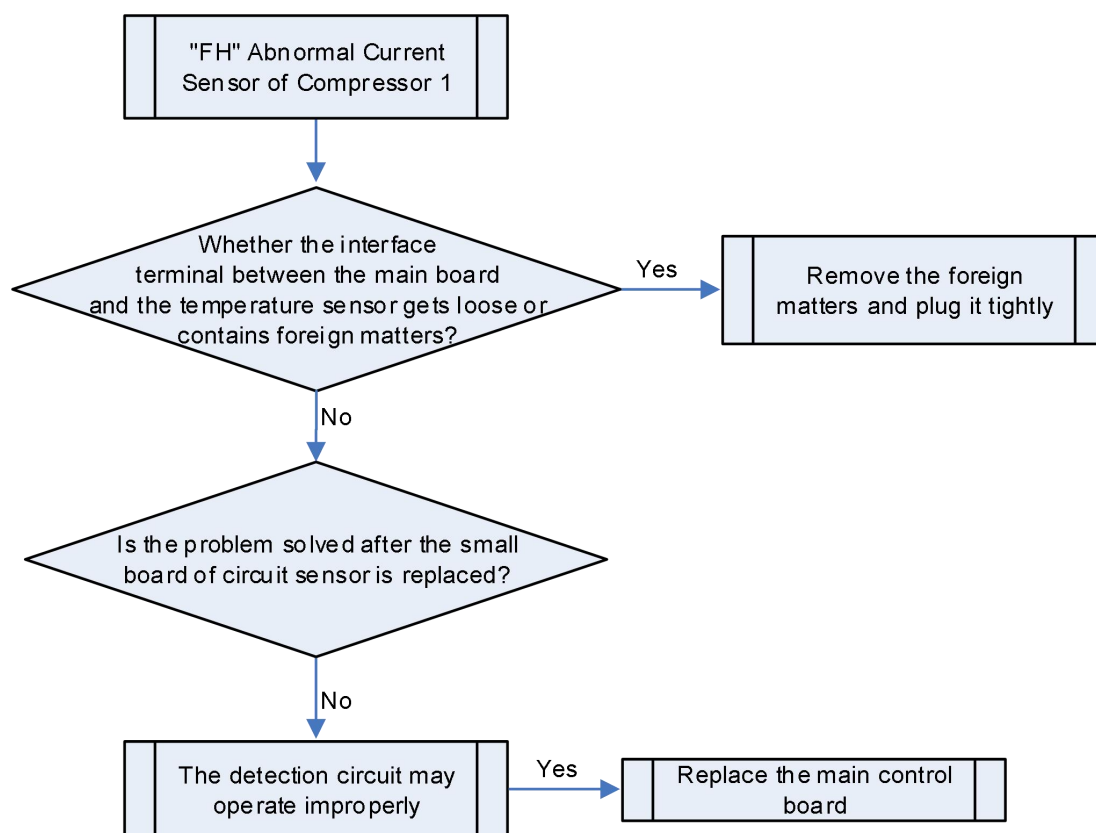 "FH" Abnormal Current
Sensor of Compressor 1
Whether the interface
terminal between the main board
and the temperature sensor gets loose or
contains foreign matters?
Yes
Remove the foreign
matters and plug it tightly
No
Is the problem solved after the small
board of circuit sensor is replaced?
No
The detection circuit may
operate improperly
Yes
Replace the main control
board